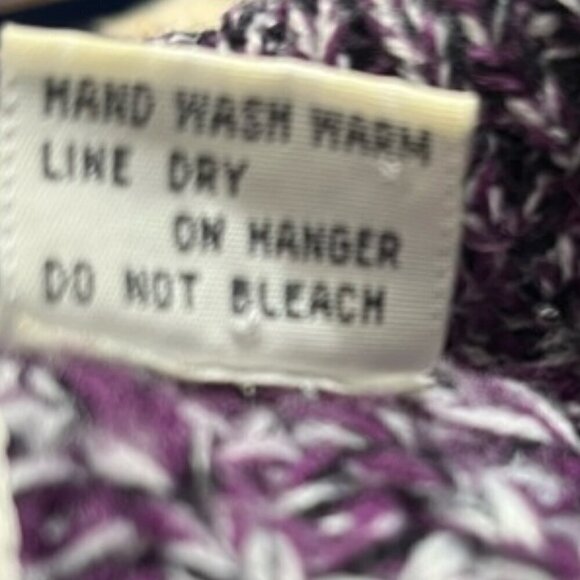 HAND WASH WARM
LINE DRY
ON HANGER
DO NOT BLEACH